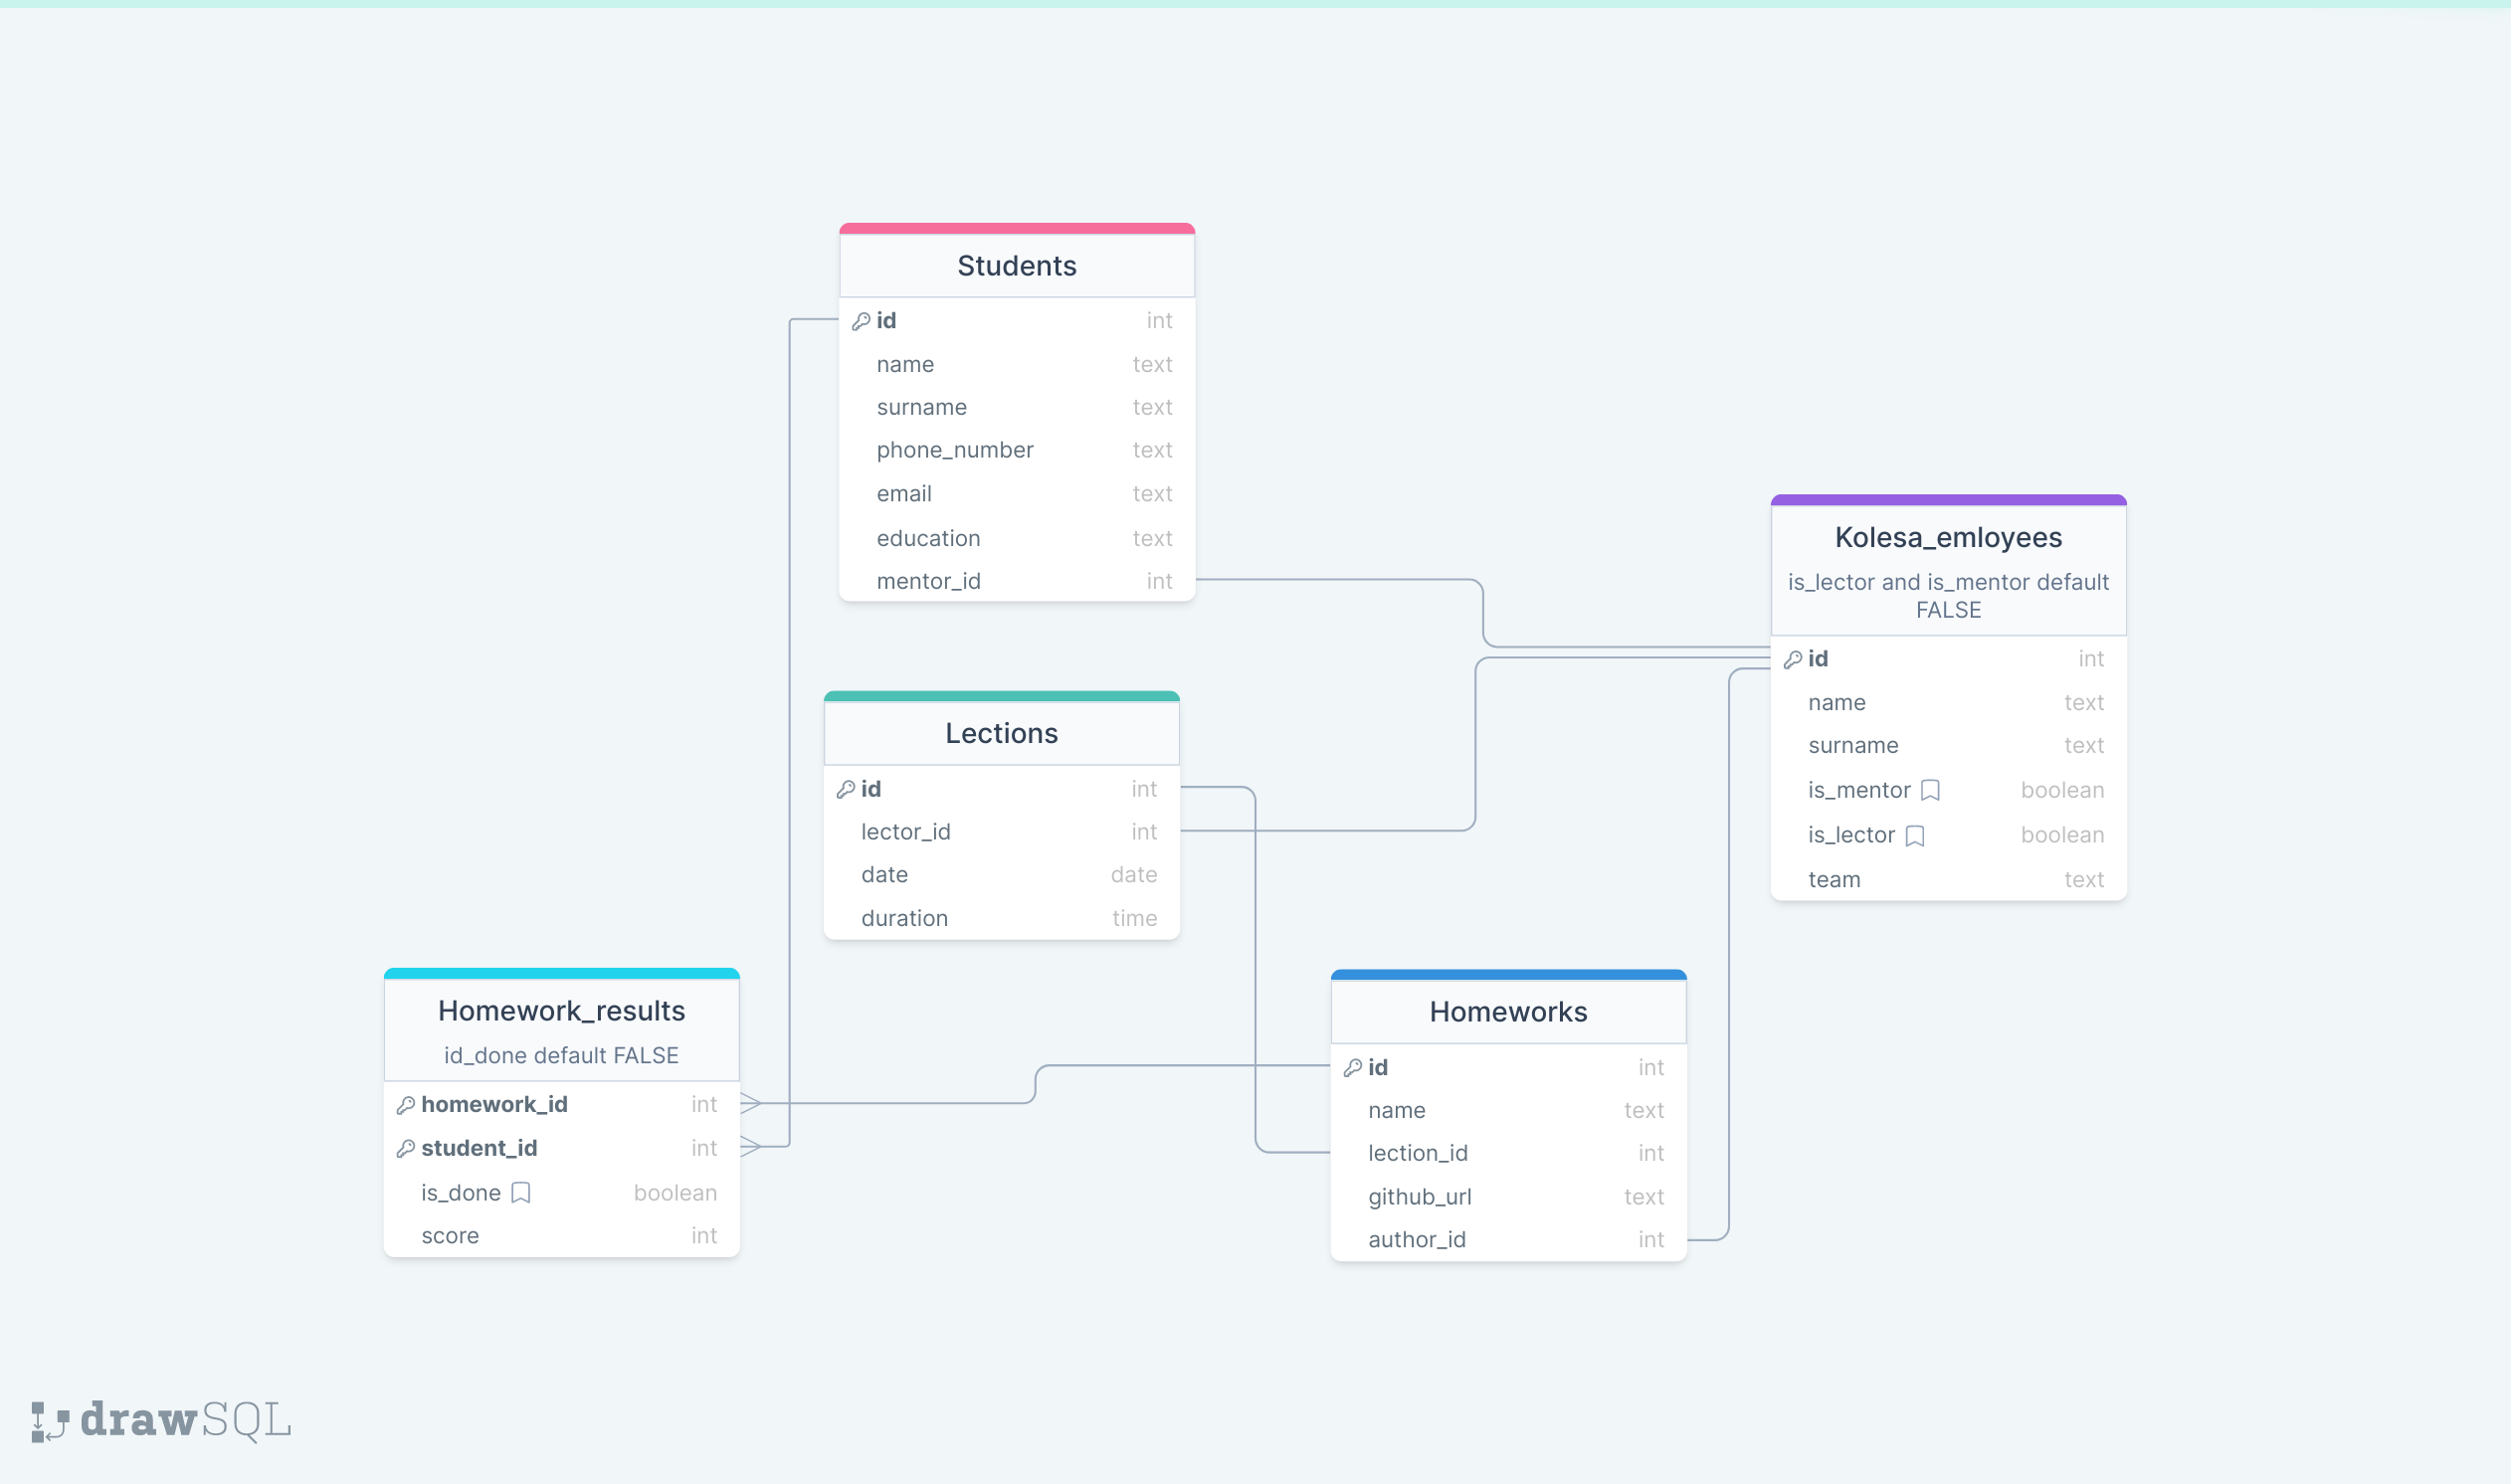 Students
id int
name text
surname text
phone_number text
email text
education text
mentor_id int
Kolesa_emloyees
is_lector and is_mentor default
FALSE
id int
name text
surname text
is_mentor boolean
is_lector boolean
team text
Lections
id int
lector_id int
date date
duration time
Homework_results
id_done default FALSE
homework_id int
student_id int
is_done boolean
score int
Homeworks
id int
name text
lection_id int
github_url text
author_id int
drawSQL